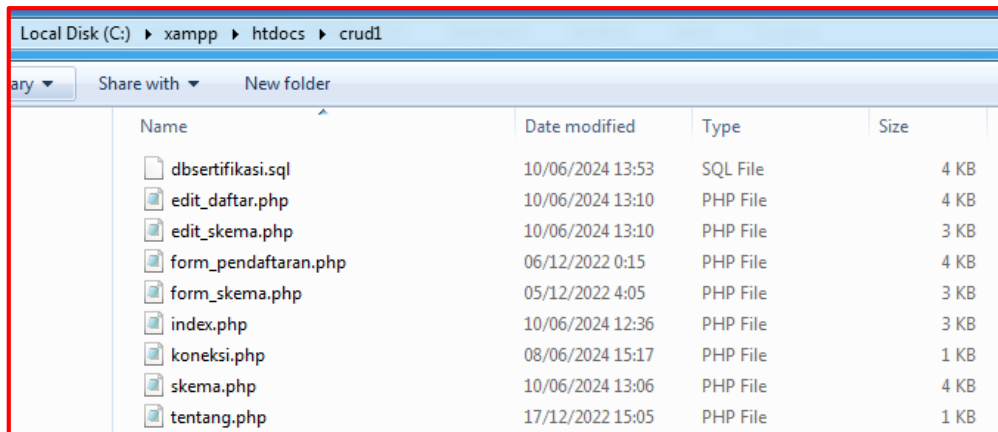 Local Disk (C:) ▸ xampp ▸ htdocs ▸ crud1
ary ▾ Share with ▾ New folder
Name Date modified Type Size
dbsertifikasi.sql 10/06/2024 13:53 SQL File 4 KB
edit_daftar.php 10/06/2024 13:10 PHP File 4 KB
edit_skema.php 10/06/2024 13:10 PHP File 3 KB
form_pendaftaran.php 06/12/2022 0:15 PHP File 4 KB
form_skema.php 05/12/2022 4:05 PHP File 3 KB
index.php 10/06/2024 12:36 PHP File 3 KB
koneksi.php 08/06/2024 15:17 PHP File 1 KB
skema.php 10/06/2024 13:06 PHP File 4 KB
tentang.php 17/12/2022 15:05 PHP File 1 KB